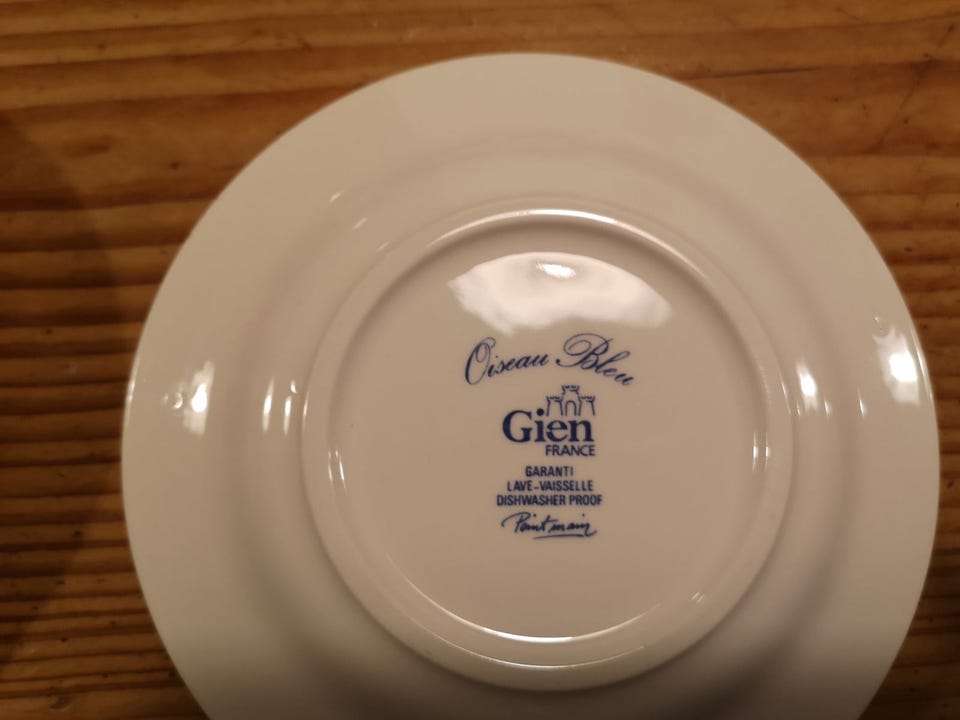 Oiseau Bleu
Gien
FRANCE
GARANTI
LAVE-VAISSELLE
DISHWASHER PROOF
Peint main